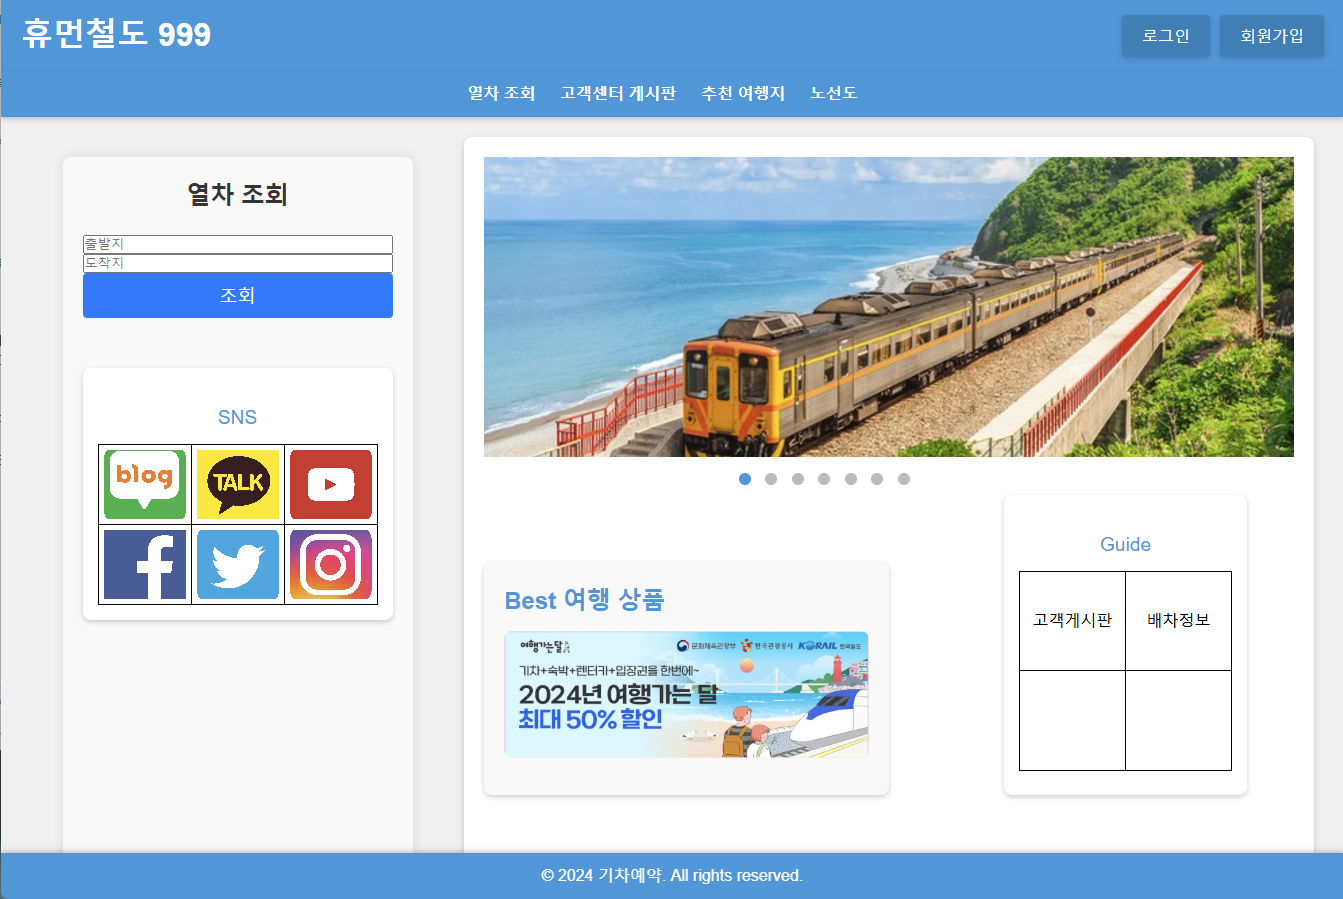 휴먼철도 999
로그인
회원가입
열차 조회
고객센터 게시판
추천 여행지
노선도
열차 조회
출발지
도착지
조회
SNS
blog
TALK
Best 여행 상품
여행가는달
문화체육관광부
한국관광공사
KORAIL 한국철도
기차+숙박+렌터카+입장권을 한번에~
2024년 여행가는 달
최대 50% 할인
Guide
고객게시판
배차정보
© 2024 기차예약. All rights reserved.